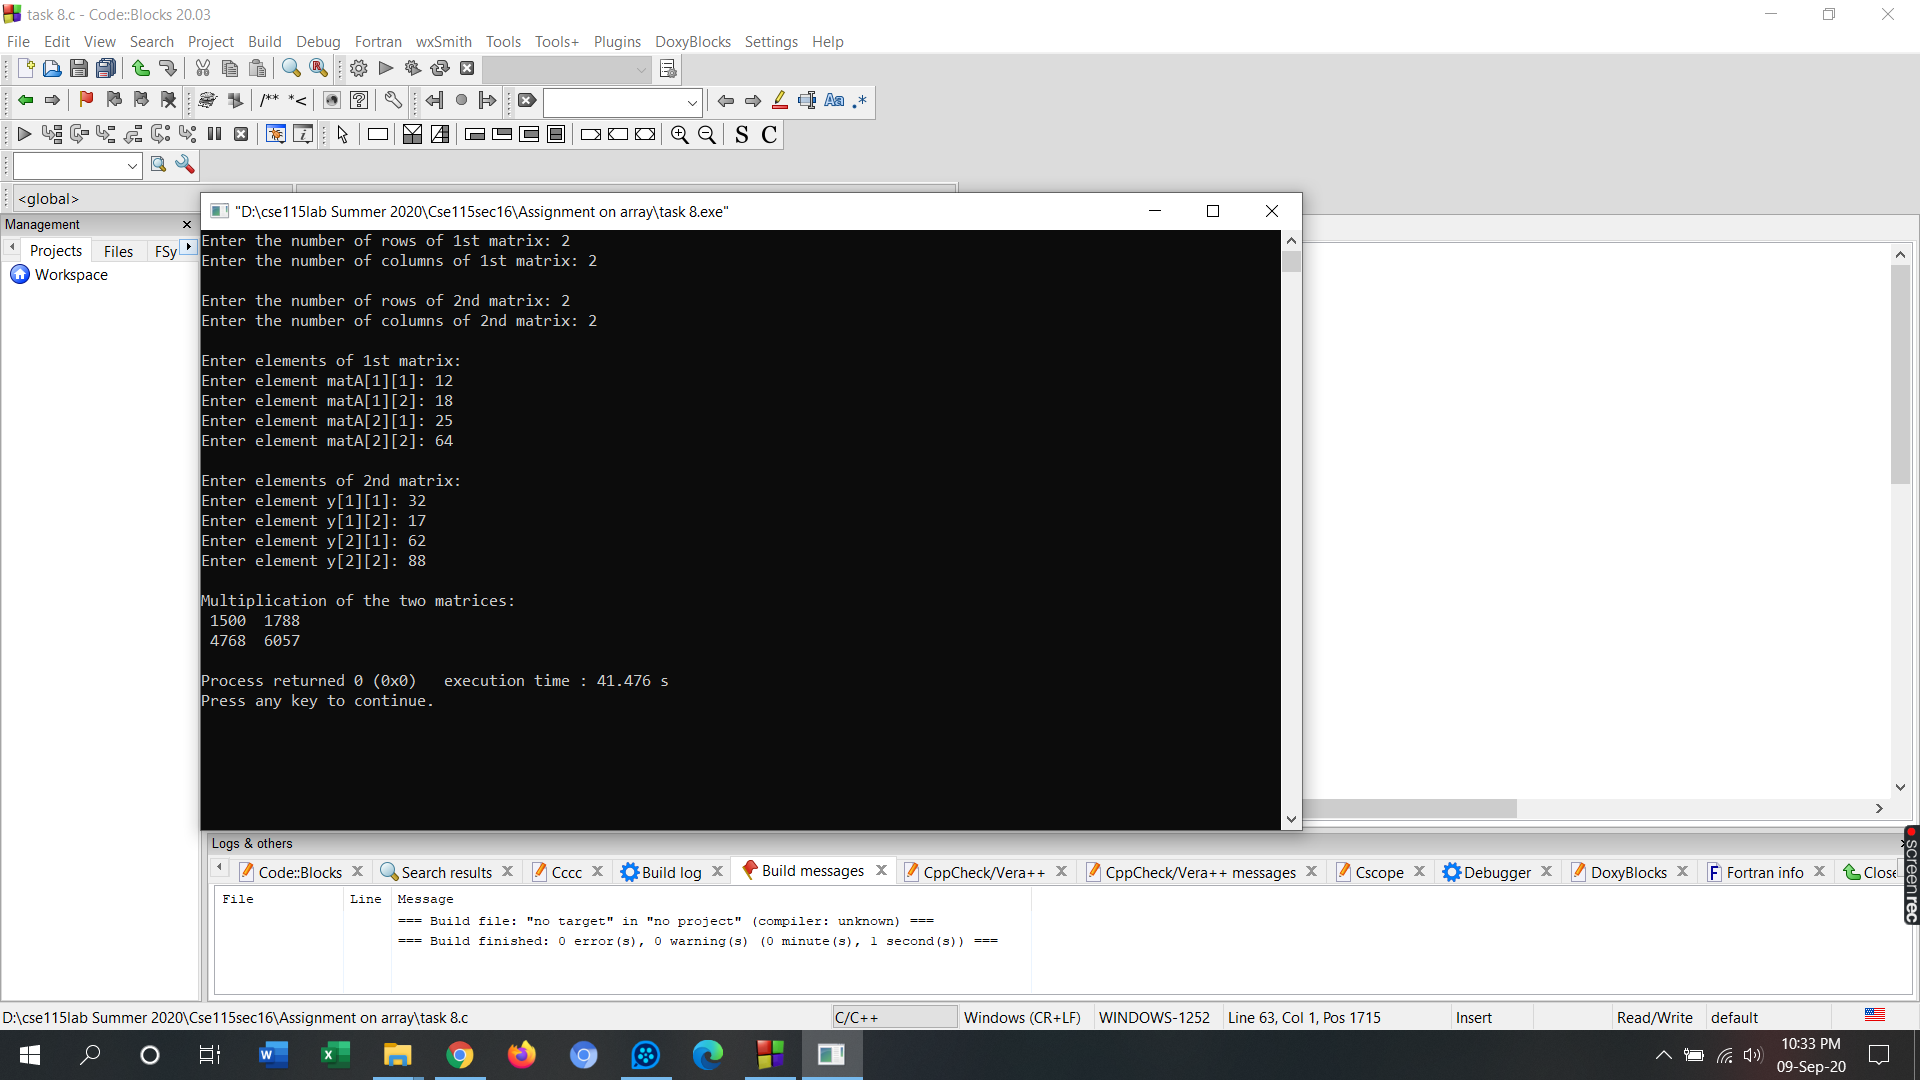 task 8.c - Code::Blocks 20.03
File Edit View Search Project Build Debug Fortran wxSmith Tools Tools+ Plugins DoxyBlocks Settings Help
/** *<
Aa .*
S C
<global>
Management
Projects Files FSy
Workspace
"D:\cse115lab Summer 2020\Cse115sec16\Assignment on array\task 8.exe"
Enter the number of rows of 1st matrix: 2
Enter the number of columns of 1st matrix: 2
Enter the number of rows of 2nd matrix: 2
Enter the number of columns of 2nd matrix: 2
Enter elements of 1st matrix:
Enter element matA[1][1]: 12
Enter element matA[1][2]: 18
Enter element matA[2][1]: 25
Enter element matA[2][2]: 64
Enter elements of 2nd matrix:
Enter element y[1][1]: 32
Enter element y[1][2]: 17
Enter element y[2][1]: 62
Enter element y[2][2]: 88
Multiplication of the two matrices:
1500 1788
4768 6057
Process returned 0 (0x0) execution time : 41.476 s
Press any key to continue.
Logs & others
Code::Blocks Search results Cccc Build log Build messages CppCheck/Vera++ CppCheck/Vera++ messages Cscope Debugger DoxyBlocks Fortran info Close
File Line Message
=== Build file: "no target" in "no project" (compiler: unknown) ===
=== Build finished: 0 error(s), 0 warning(s) (0 minute(s), 1 second(s)) ===
screenrec
D:\cse115lab Summer 2020\Cse115sec16\Assignment on array\task 8.c C/C++ Windows (CR+LF) WINDOWS-1252 Line 63, Col 1, Pos 1715 Insert Read/Write default
10:33 PM
09-Sep-20